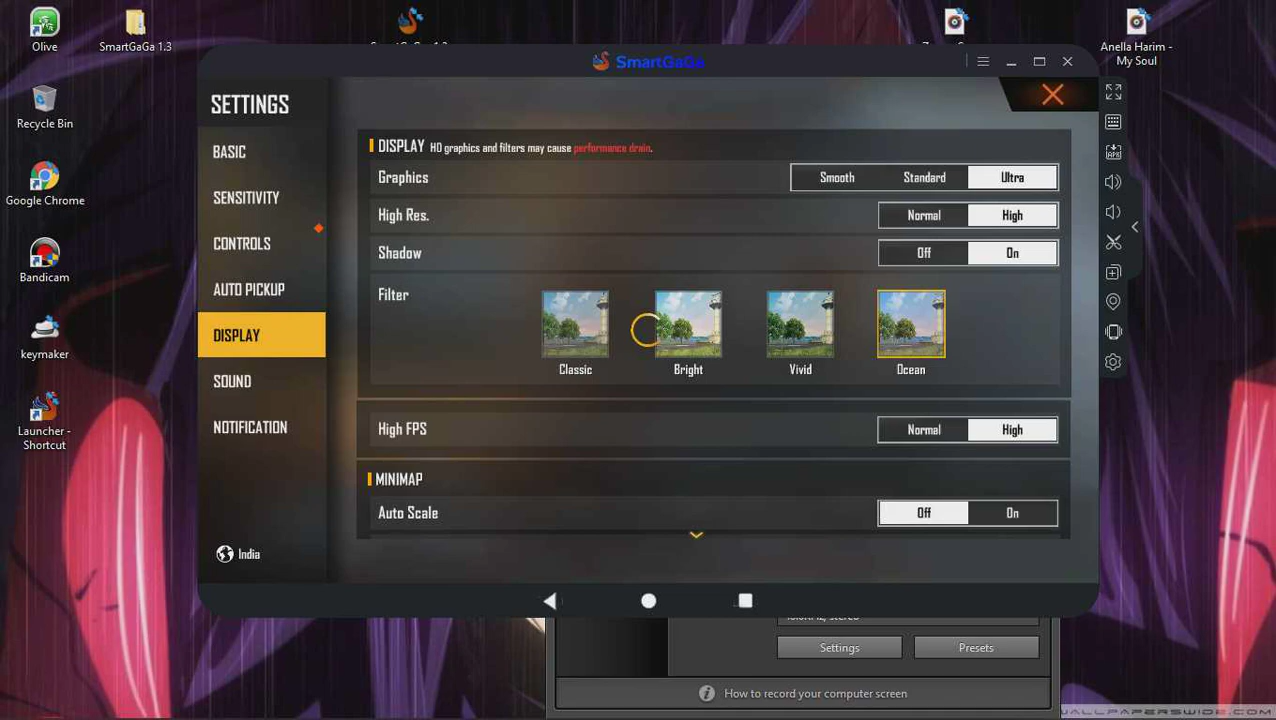 Olive
SmartGaGa 1.3
Anella Harim -
My Soul
SmartGaGa
Recycle Bin
Google Chrome
Bandicam
keymaker
Launcher -
Shortcut
SETTINGS
BASIC
SENSITIVITY
CONTROLS
AUTO PICKUP
DISPLAY
SOUND
NOTIFICATION
India
DISPLAY HD graphics and filters may cause performance drain.
Graphics Smooth Standard Ultra
High Res. Normal High
Shadow Off On
Filter
Classic Bright Vivid Ocean
High FPS Normal High
MINIMAP
Auto Scale Off On
Settings Presets
How to record your computer screen
WALLPAPERSWIDE.COM